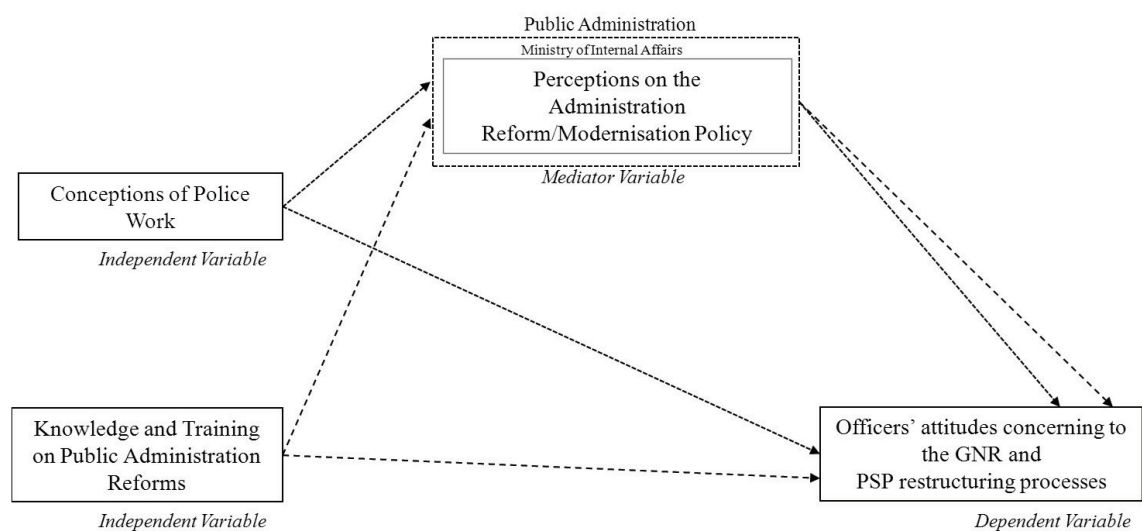 Public Administration
Ministry of Internal Affairs
Perceptions on the
Administration
Reform/Modernisation Policy
Mediator Variable
Conceptions of Police
Work
Independent Variable
Knowledge and Training
on Public Administration
Reforms
Independent Variable
Officers’ attitudes concerning to
the GNR and
PSP restructuring processes
Dependent Variable